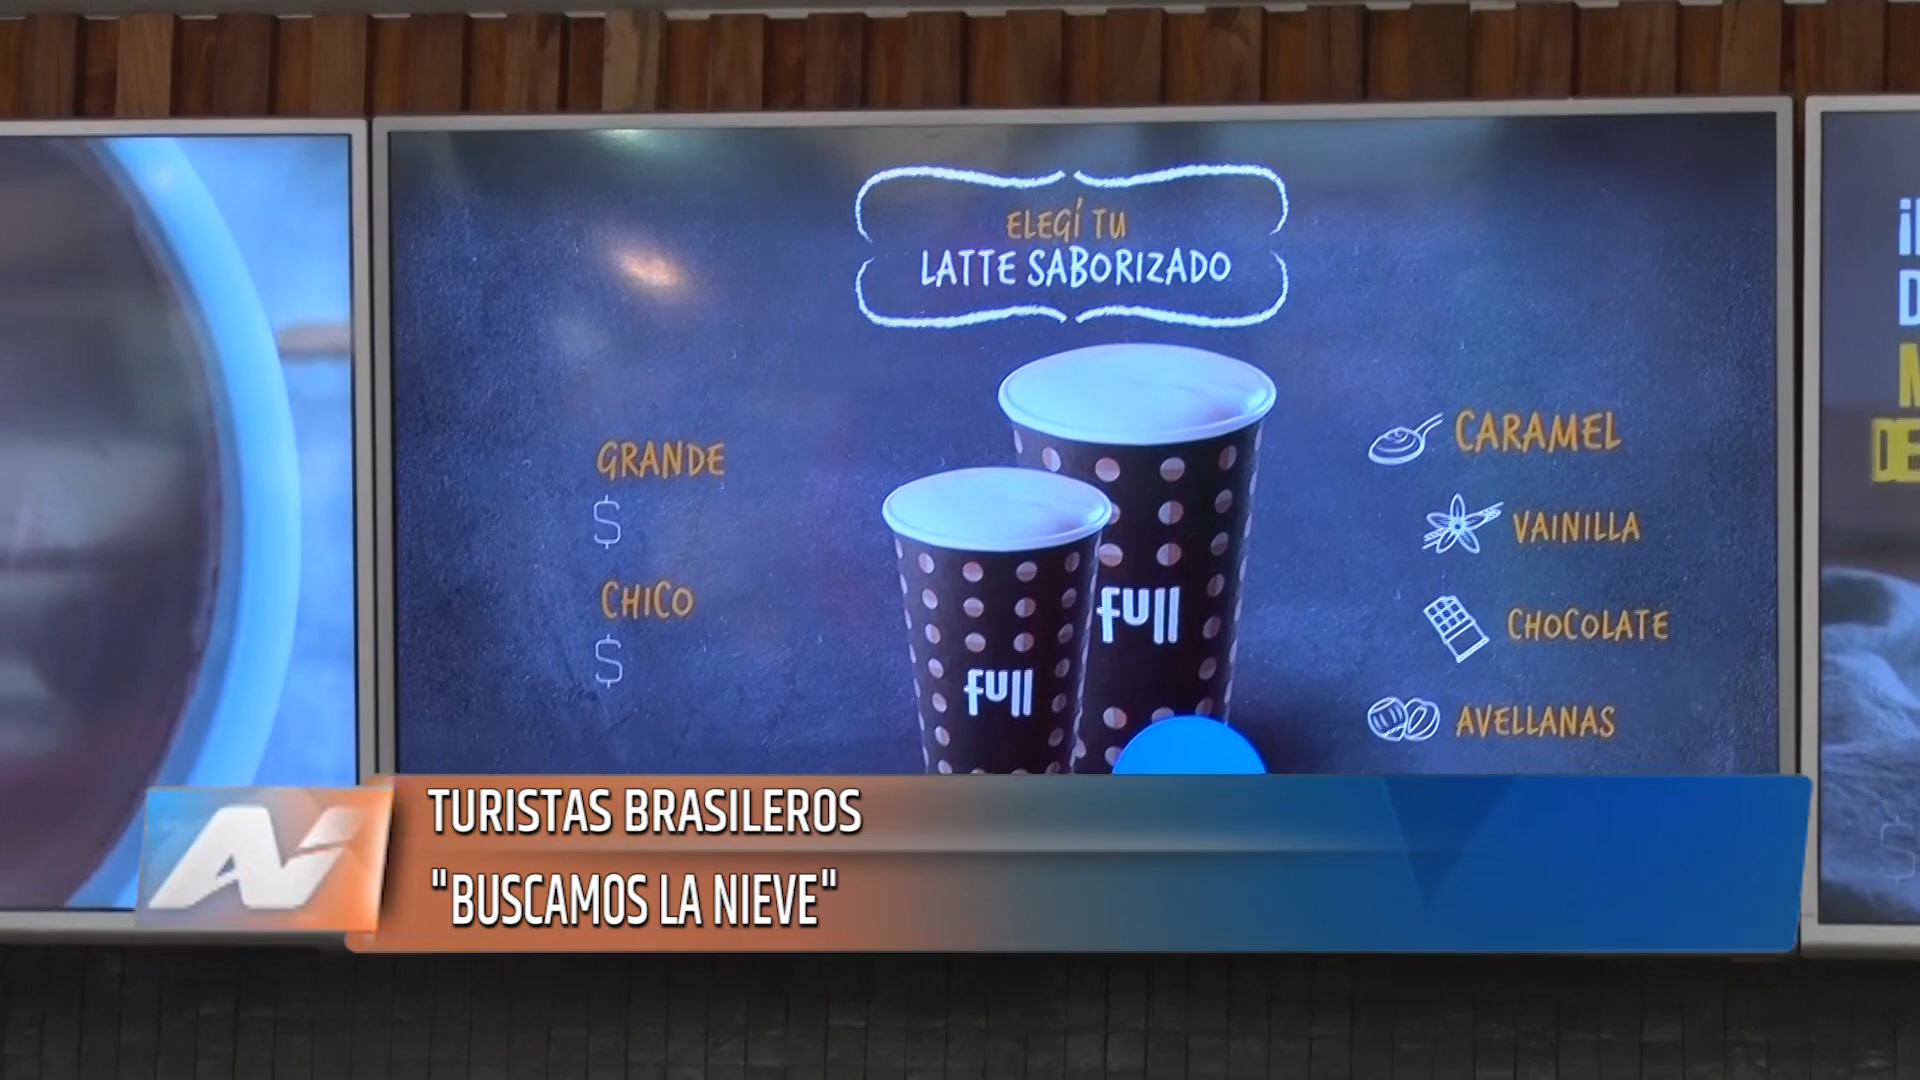 ELEGÍ TU
LATTE SABORIZADO
GRANDE
$
CHICO
$
full
full
CARAMEL
VAINILLA
CHOCOLATE
AVELLANAS
TURISTAS BRASILEROS
"BUSCAMOS LA NIEVE"